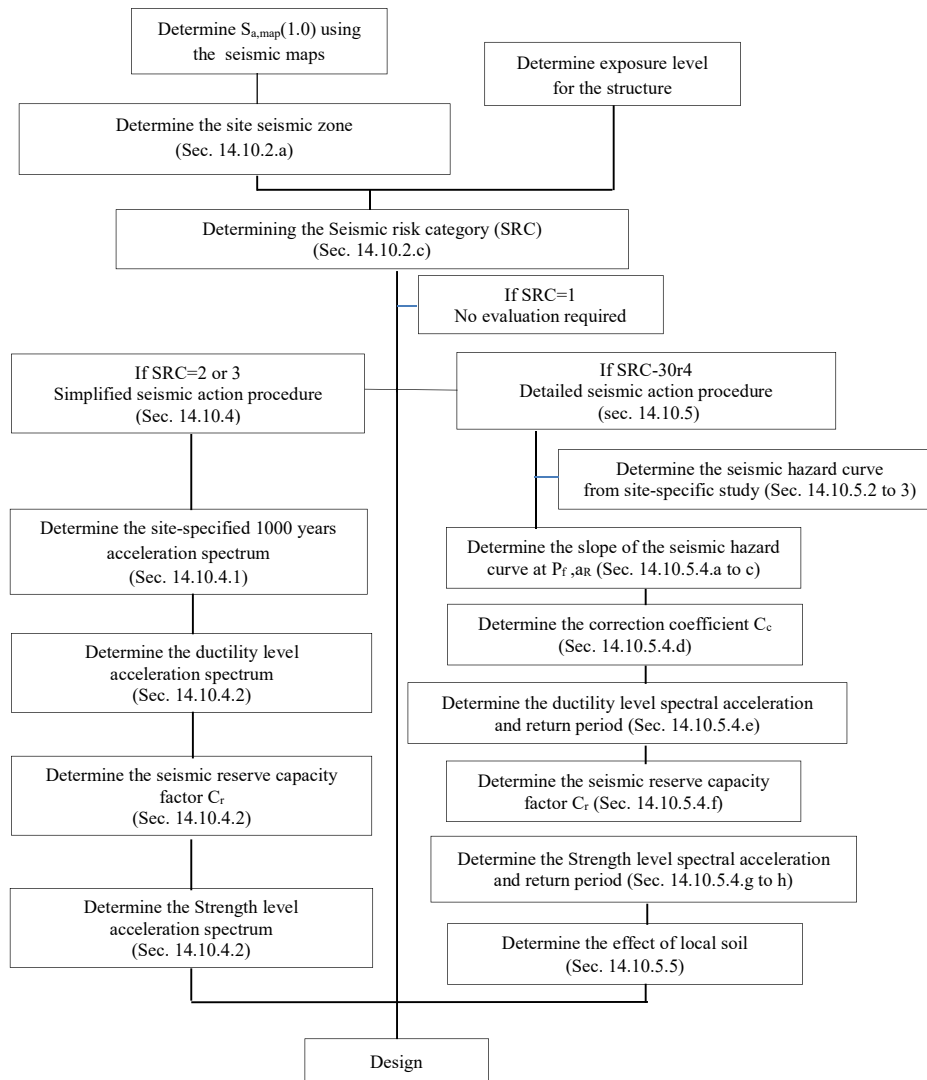 Determine Sa,map(1.0) using
the seismic maps
Determine exposure level
for the structure
Determine the site seismic zone
(Sec. 14.10.2.a)
Determining the Seismic risk category (SRC)
(Sec. 14.10.2.c)
If SRC=1
No evaluation required
If SRC=2 or 3
Simplified seismic action procedure
(Sec. 14.10.4)
If SRC-30r4
Detailed seismic action procedure
(sec. 14.10.5)
Determine the seismic hazard curve
from site-specific study (Sec. 14.10.5.2 to 3)
Determine the site-specified 1000 years
acceleration spectrum
(Sec. 14.10.4.1)
Determine the slope of the seismic hazard
curve at Pf ,aR (Sec. 14.10.5.4.a to c)
Determine the correction coefficient Cc
(Sec. 14.10.5.4.d)
Determine the ductility level
acceleration spectrum
(Sec. 14.10.4.2)
Determine the ductility level spectral acceleration
and return period (Sec. 14.10.5.4.e)
Determine the seismic reserve capacity
factor Cr
(Sec. 14.10.4.2)
Determine the seismic reserve capacity
factor Cr (Sec. 14.10.5.4.f)
Determine the Strength level spectral acceleration
and return period (Sec. 14.10.5.4.g to h)
Determine the Strength level
acceleration spectrum
(Sec. 14.10.4.2)
Determine the effect of local soil
(Sec. 14.10.5.5)
Design